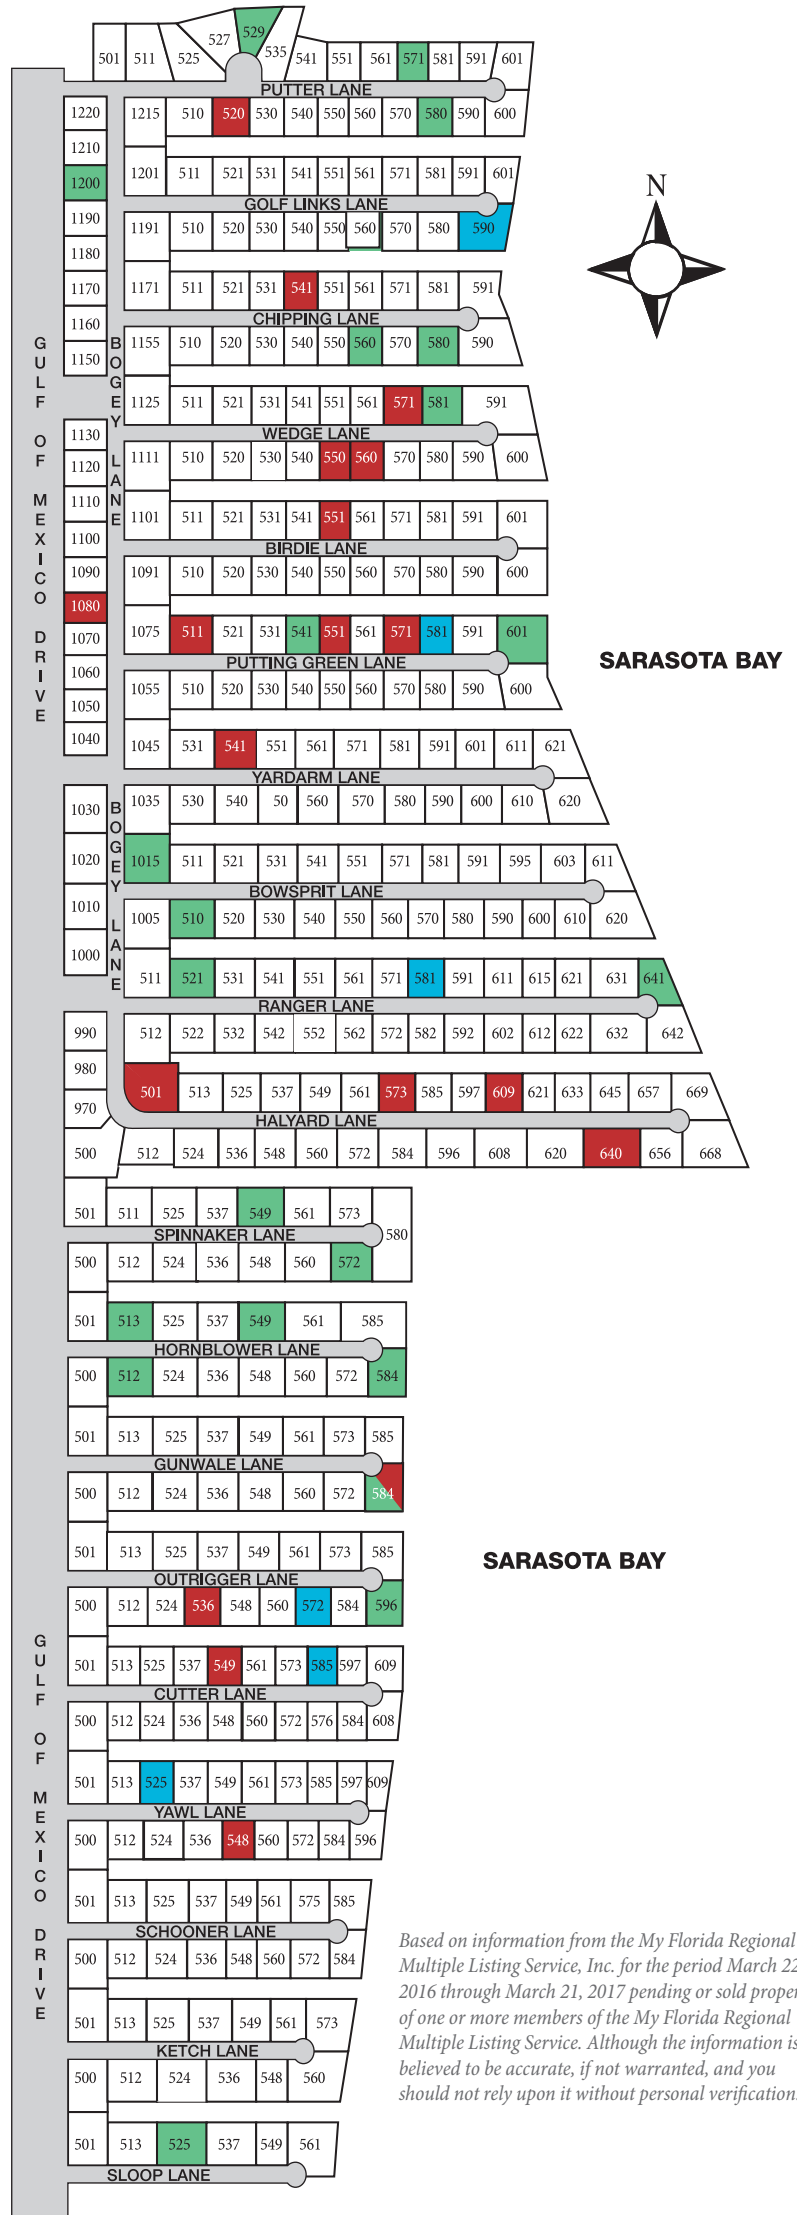 501 511 525 527 529 535 541 551 561 571 581 591 601
PUTTER LANE
1220 1215 510 520 530 540 550 560 570 580 590 600
1210
1200 1201 511 521 531 541 551 561 571 581 591 601
GOLF LINKS LANE
1190 1191 510 520 530 540 550 560 570 580 590
1180
1170 1171 511 521 531 541 551 561 571 581 591
CHIPPING LANE
1160 1155 510 520 530 540 550 560 570 580 590
1150
1125 511 521 531 541 551 561 571 581 591
WEDGE LANE
1130
1120 1111 510 520 530 540 550 560 570 580 590 600
1110
1100 1101 511 521 531 541 551 561 571 581 591 601
BIRDIE LANE
1090 1091 510 520 530 540 550 560 570 580 590 600
1080
1070 1075 511 521 531 541 551 561 571 581 591 601
PUTTING GREEN LANE
1060 1055 510 520 530 540 550 560 570 580 590 600
1050
1040 1045 531 541 551 561 571 581 591 601 611 621
YARDARM LANE
1030 1035 530 540 50 560 570 580 590 600 610 620
1020 1015 511 521 531 541 551 571 581 591 595 603 611
BOWSPRIT LANE
1010 1005 510 520 530 540 550 560 570 580 590 600 610 620
1000
511 521 531 541 551 561 571 581 591 611 615 621 631 641
RANGER LANE
990 512 522 532 542 552 562 572 582 592 602 612 622 632 642
980
970 501 513 525 537 549 561 573 585 597 609 621 633 645 657 669
HALYARD LANE
500 512 524 536 548 560 572 584 596 608 620 640 656 668
501 511 525 537 549 561 573 580
SPINNAKER LANE
500 512 524 536 548 560 572
501 513 525 537 549 561 585
HORNBLOWER LANE
500 512 524 536 548 560 572 584
501 513 525 537 549 561 573 585
GUNWALE LANE
500 512 524 536 548 560 572 584
501 513 525 537 549 561 573 585
OUTRIGGER LANE
500 512 524 536 548 560 572 584 596
501 513 525 537 549 561 573 585 597 609
CUTTER LANE
500 512 524 536 548 560 572 576 584 608
501 513 525 537 549 561 573 585 597 609
YAWL LANE
500 512 524 536 548 560 572 584 596
501 513 525 537 549 561 575 585
SCHOONER LANE
500 512 524 536 548 560 572 584
501 513 525 537 549 561 573
KETCH LANE
500 512 524 536 548 560
501 513 525 537 549 561
SLOOP LANE
GULF OF MEXICO DRIVE
BOGEY LANE
BOGEY LANE
GULF OF MEXICO DRIVE
N
SARASOTA BAY
SARASOTA BAY
Based on information from the My Florida Regional
Multiple Listing Service, Inc. for the period March 22
2016 through March 21, 2017 pending or sold proper
of one or more members of the My Florida Regional
Multiple Listing Service. Although the information is
believed to be accurate, if not warranted, and you
should not rely upon it without personal verification.